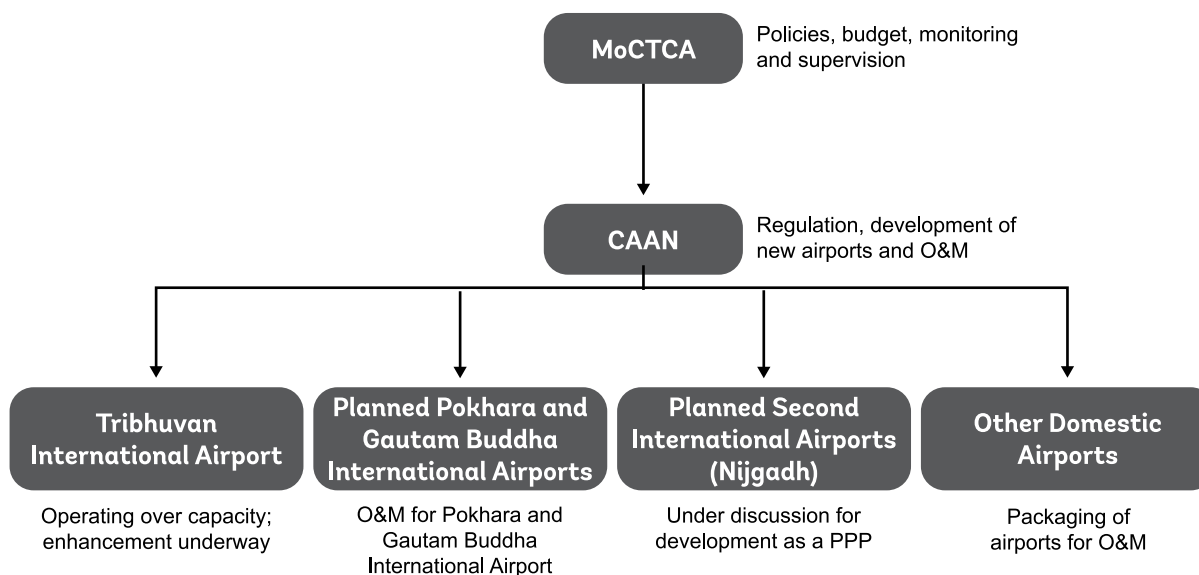 MoCTCA
Policies, budget, monitoring
and supervision
CAAN
Regulation, development of
new airports and O&M
Tribhuvan
International Airport
Operating over capacity;
enhancement underway
Planned Pokhara and
Gautam Buddha
International Airports
O&M for Pokhara and
Gautam Buddha
International Airport
Planned Second
International Airports
(Nijgadh)
Under discussion for
development as a PPP
Other Domestic
Airports
Packaging of
airports for O&M